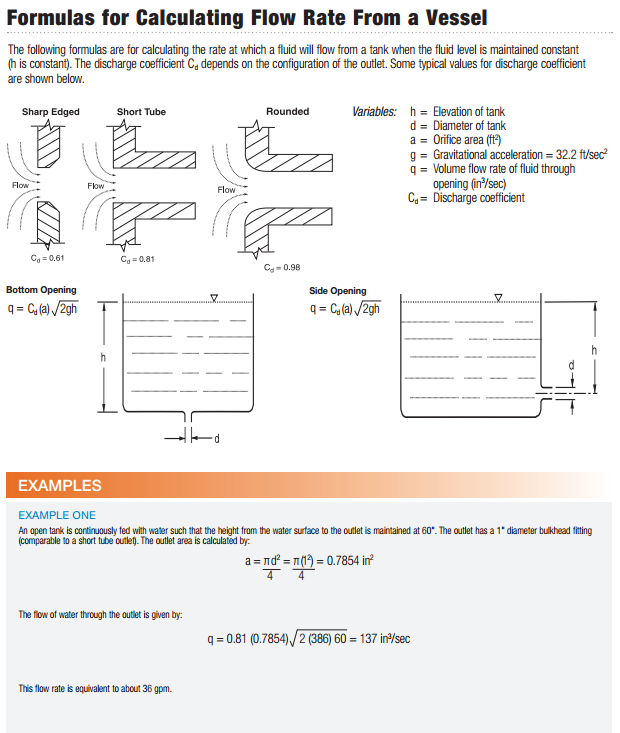 Formulas for Calculating Flow Rate From a Vessel
The following formulas are for calculating the rate at which a fluid will flow from a tank when the fluid level is maintained constant
(h is constant). The discharge coefficient Cd depends on the configuration of the outlet. Some typical values for discharge coefficient
are shown below.
Sharp Edged
Short Tube
Rounded
Flow
Flow
Flow
Cd = 0.61
Cd = 0.81
Cd = 0.98
Variables:
h = Elevation of tank
d = Diameter of tank
a = Orifice area (ft²)
g = Gravitational acceleration = 32.2 ft/sec²
q = Volume flow rate of fluid through
opening (in³/sec)
Cd = Discharge coefficient
Bottom Opening
q = Cd (a) √2gh
h
d
Side Opening
q = Cd (a) √2gh
d
h
EXAMPLES
EXAMPLE ONE
An open tank is continuously fed with water such that the height from the water surface to the outlet is maintained at 60". The outlet has a 1" diameter bulkhead fitting
(comparable to a short tube outlet). The outlet area is calculated by:
a = πd²/4 = π(1²)/4 = 0.7854 in²
The flow of water through the outlet is given by:
q = 0.81 (0.7854) √2 (386) 60 = 137 in³/sec
This flow rate is equivalent to about 36 gpm.